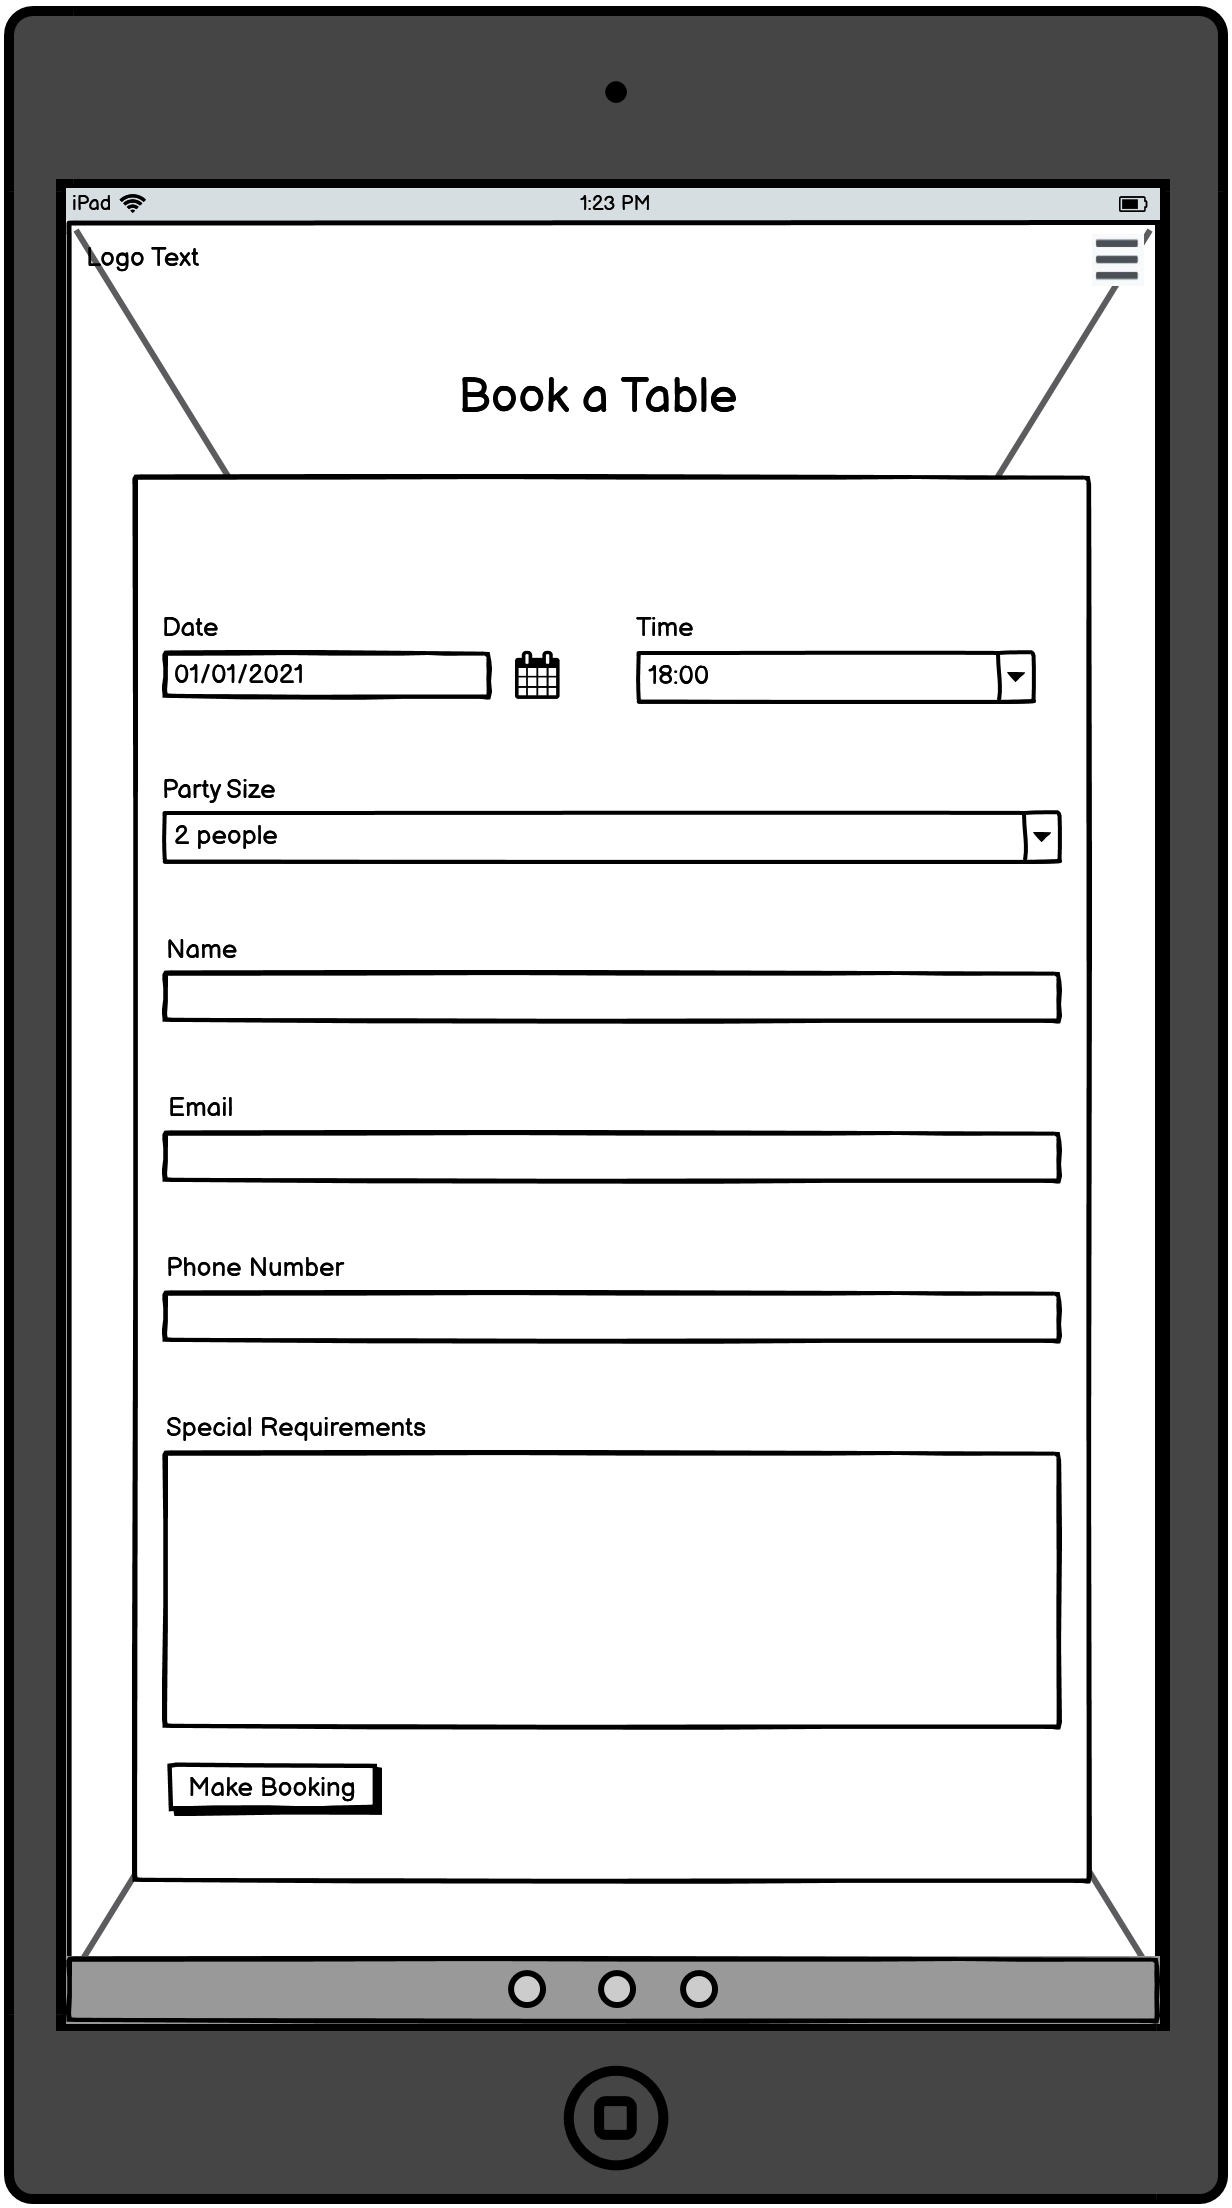 iPad
1:23 PM
Logo Text
Book a Table
Date
Time
01/01/2021
18:00
Party Size
2 people
Name
Email
Phone Number
Special Requirements
Make Booking